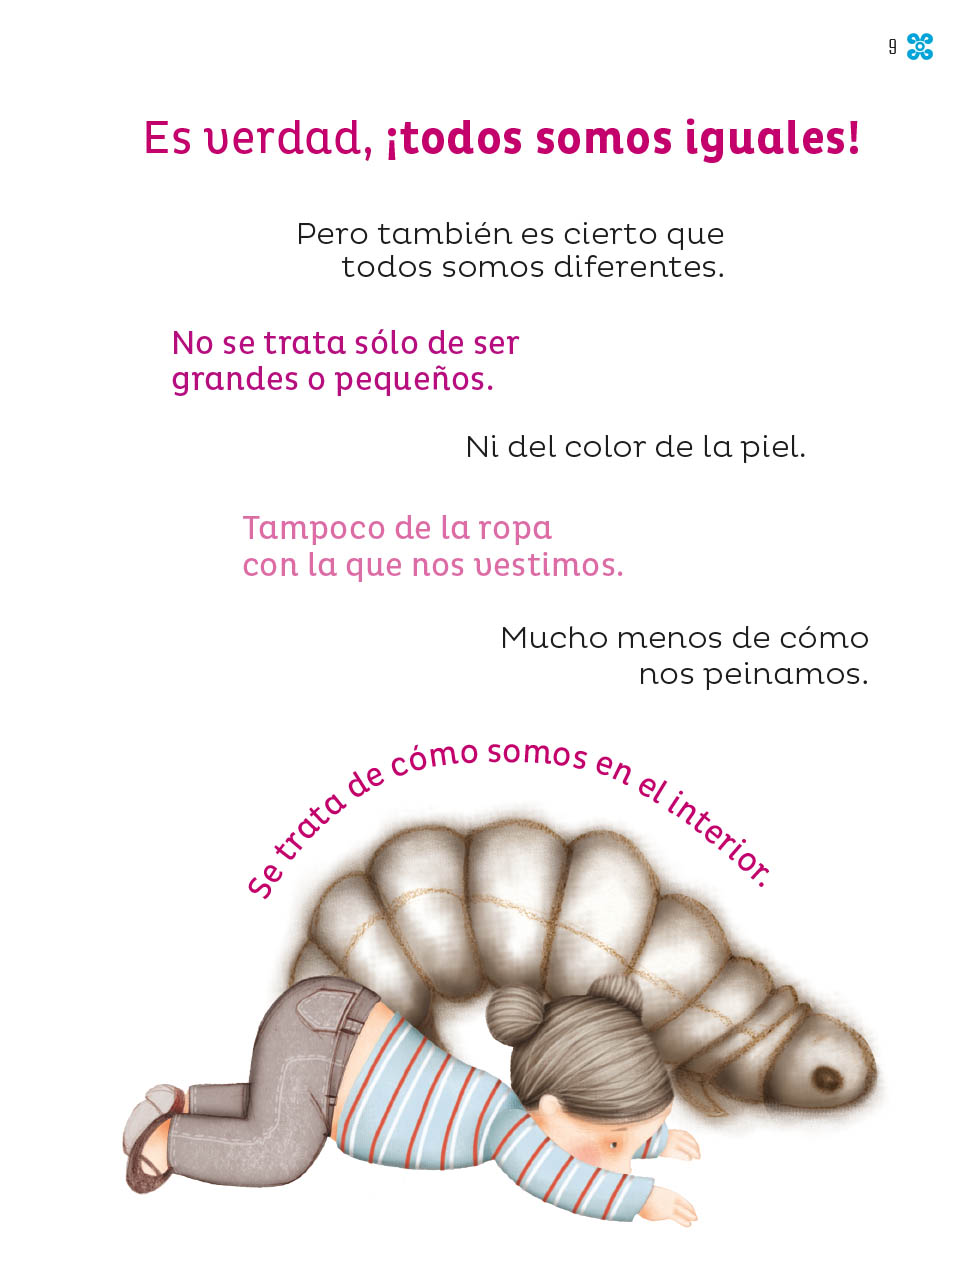 9
Es verdad, ¡todos somos iguales!
Pero también es cierto que
todos somos diferentes.
No se trata sólo de ser
grandes o pequeños.
Ni del color de la piel.
Tampoco de la ropa
con la que nos vestimos.
Mucho menos de cómo
nos peinamos.
Se trata de cómo somos en el interior.